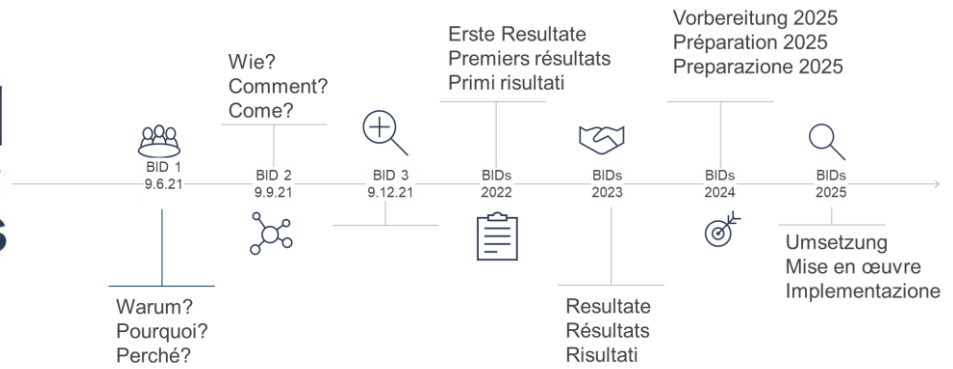 BID 1
9.6.21
Warum?
Pourquoi?
Perché?
Wie?
Comment?
Come?
BID 2
9.9.21
BID 3
9.12.21
Erste Resultate
Premiers résultats
Primi risultati
BIDs
2022
BIDs
2023
Resultate
Résultats
Risultati
Vorbereitung 2025
Préparation 2025
Preparazione 2025
BIDs
2024
BIDs
2025
Umsetzung
Mise en œuvre
Implementazione